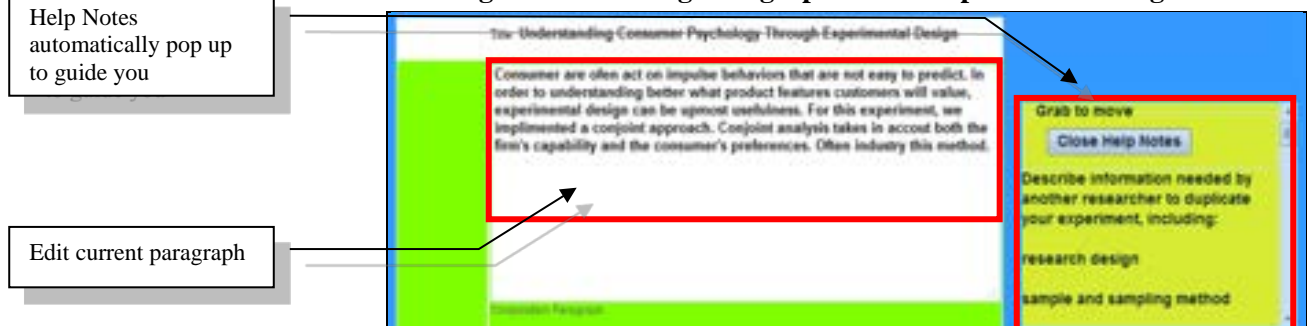 Help Notes
automatically pop up
to guide you
Title: Understanding Consumer Psychology Through Experimental Design
Consumer are ofen act on impulse behaviors that are not easy to predict. In
order to understanding better what product features customers will value,
experimental design can be upmost usefulness. For this experiment, we
implimented a conjoint approach. Conjoint analysis takes in accout both the
firm's capability and the consumer's preferences. Often industry this method.
Grab to move
Close Help Notes
Describe information needed by
another researcher to duplicate
your experiment, including:
research design
sample and sampling method
Edit current paragraph